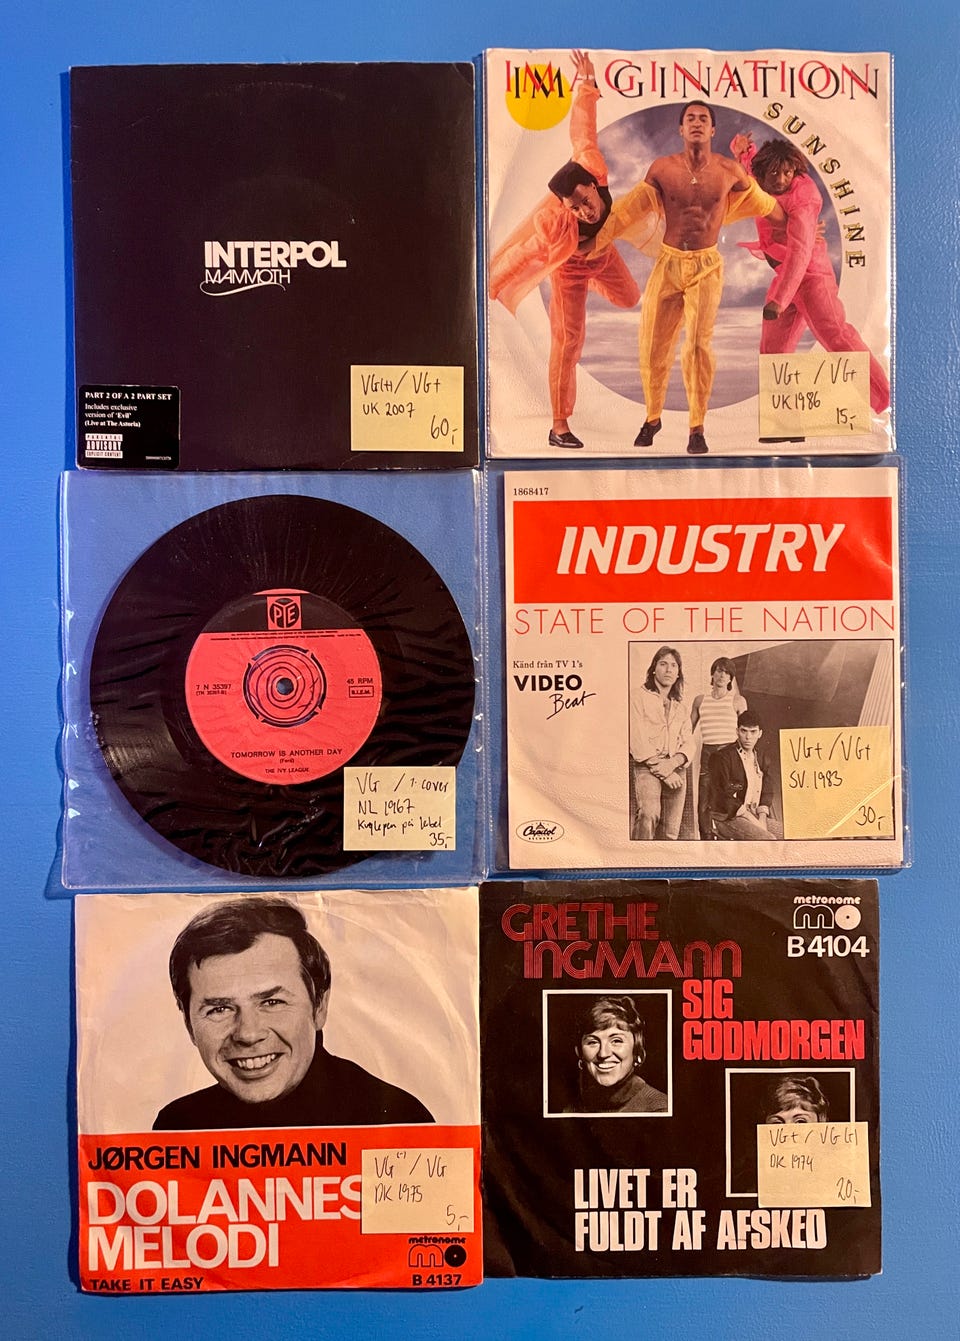 INTERPOL
MAMMOTH
PART 2 OF A 2 PART SET
Includes exclusive
version of 'Evil'
(Live at The Astoria)
PARENTAL
ADVISORY
EXPLICIT CONTENT
VG(+) / VG+
UK 2007
60,-
IMAGINATION
SUNSHINE
VG+ / VG+
UK 1986
15,-
PYE
7 N 35397
45 RPM
B.I.E.M.
TOMORROW IS ANOTHER DAY
(Ford)
THE IVY LEAGUE
VG / ÷ cover
NL 1967
Kuglepen på label
35,-
1868417
INDUSTRY
STATE OF THE NATION
Känd från TV 1's
VIDEO
Beat
Capitol
RECORDS
VG+ / VG+
SV. 1983
30,-
JØRGEN INGMANN
DOLANNES
MELODI
TAKE IT EASY
metronome
B 4137
VG(-) / VG
DK 1975
5,-
GRETHE
INGMANN
SIG
GODMORGEN
metronome
B 4104
LIVET ER
FULDT AF AFSKED
VG+ / VG(+)
DK 1974
20,-